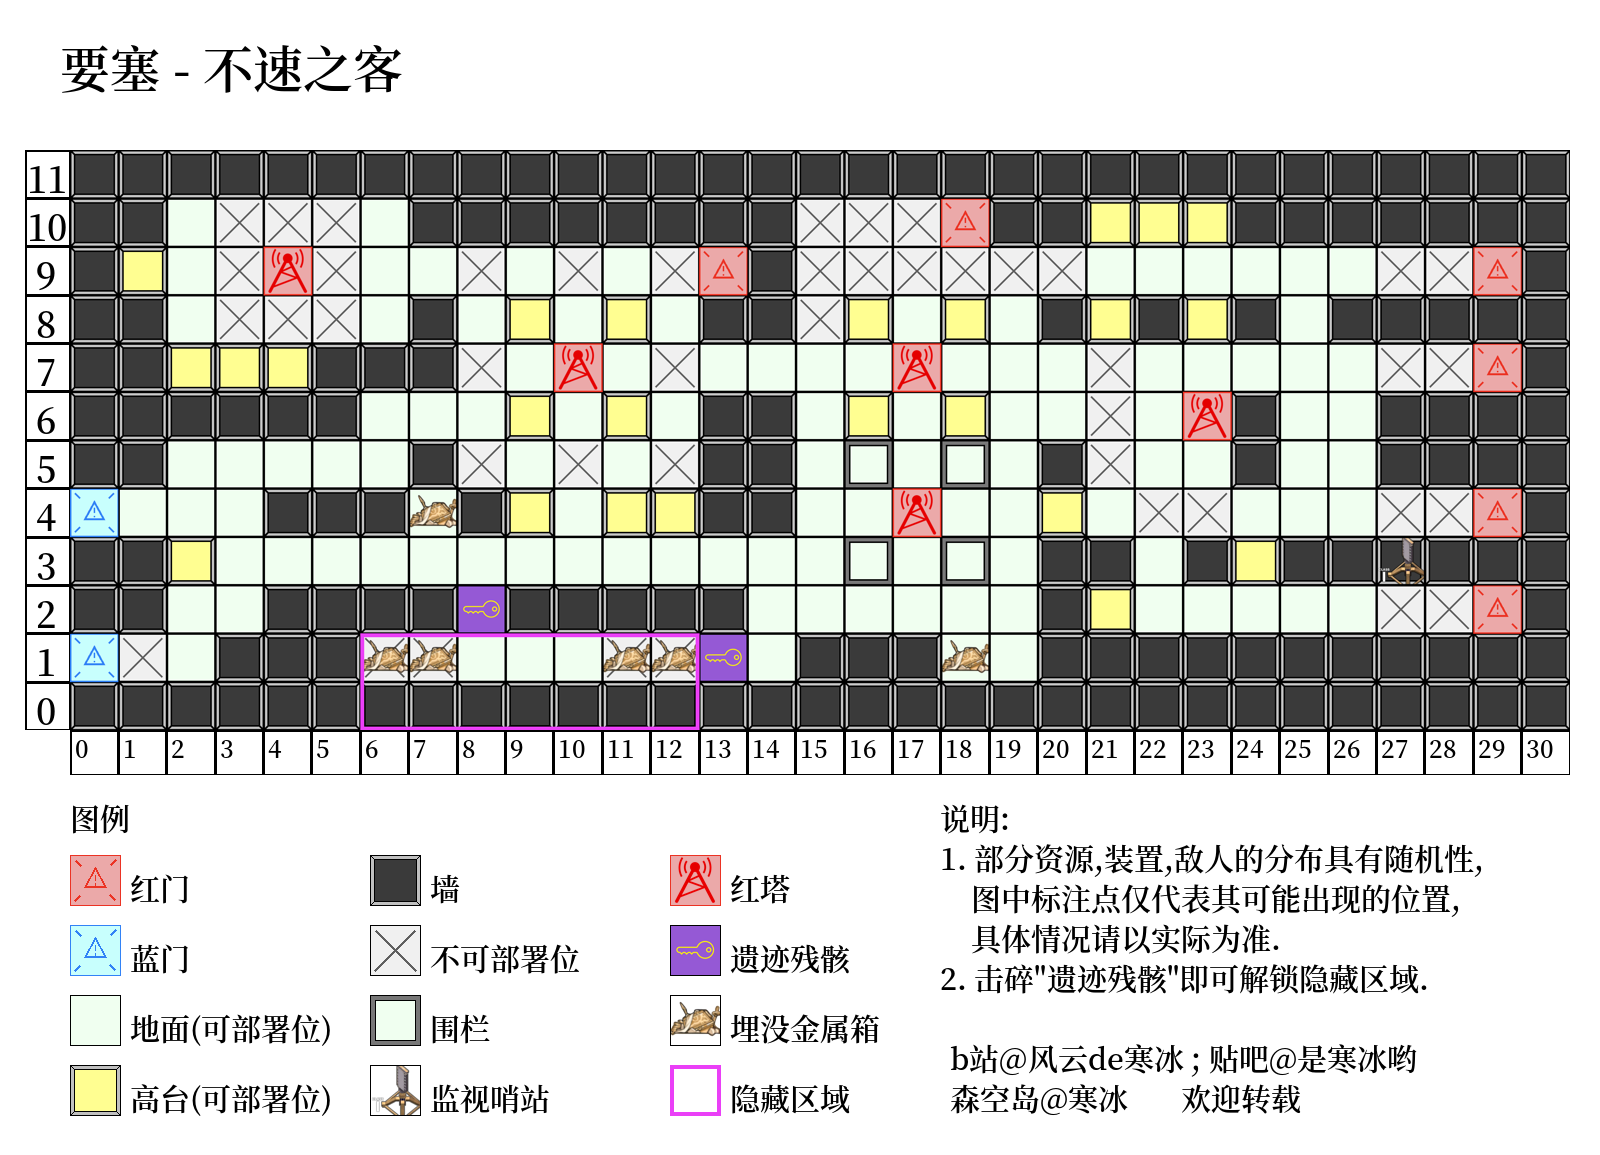 要塞 - 不速之客
11
10
9
8
7
6
5
4
3
2
1
0
0 1 2 3 4 5 6 7 8 9 10 11 12 13 14 15 16 17 18 19 20 21 22 23 24 25 26 27 28 29 30
图例
红门 墙 红塔
蓝门 不可部署位 遗迹残骸
地面(可部署位) 围栏 埋没金属箱
高台(可部署位) 监视哨站 隐藏区域
说明:
1. 部分资源,装置,敌人的分布具有随机性,
图中标注点仅代表其可能出现的位置,
具体情况请以实际为准.
2. 击碎"遗迹残骸"即可解锁隐藏区域.
b站@风云de寒冰 ; 贴吧@是寒冰哟
森空岛@寒冰 欢迎转载